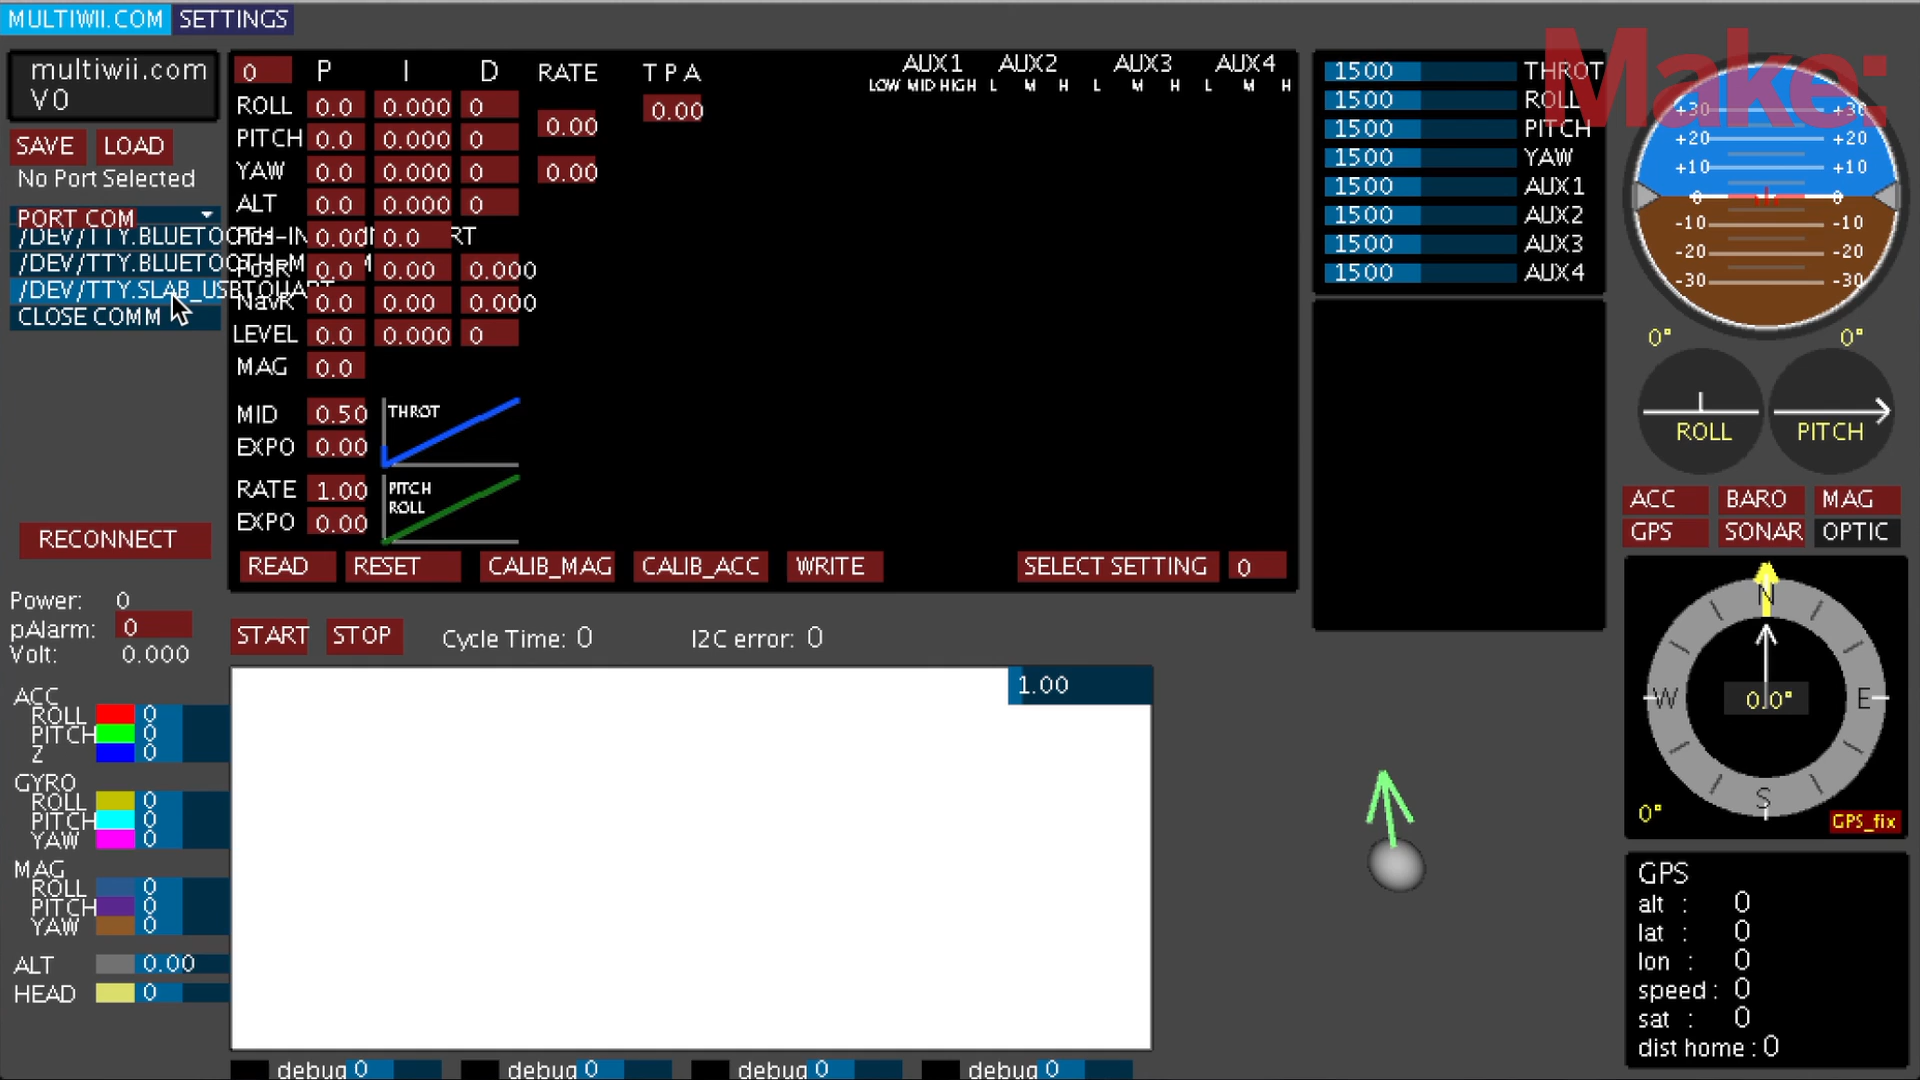 MULTIWII.COM SETTINGS
Make:
multiwii.com
V0
SAVE LOAD
No Port Selected
PORT COM
/DEV/TTY.BLUETOOTH-IN
/DEV/TTY.BLUETOOTH-M
/DEV/TTY.SLAB_USBTOUART
CLOSE COMM
RECONNECT
Power: 0
pAlarm: 0
Volt: 0.000
ACC
ROLL 0
PITCH 0
Z 0
GYRO
ROLL 0
PITCH 0
YAW 0
MAG
ROLL 0
PITCH 0
YAW 0
ALT 0.00
HEAD 0
0 P I D RATE T P A
ROLL 0.0 0.000 0
0.00 0.00
PITCH 0.0 0.000 0
YAW 0.0 0.000 0 0.00
ALT 0.0 0.000 0
0.00 0.0
PosR 0.0 0.00 0.000
NavR 0.0 0.00 0.000
LEVEL 0.0 0.000 0
MAG 0.0
MID 0.50 THROT
EXPO 0.00
RATE 1.00 PITCH
ROLL
EXPO 0.00
AUX1 AUX2 AUX3 AUX4
LOW MID HIGH L M H L M H L M H
READ RESET CALIB_MAG CALIB_ACC WRITE SELECT SETTING 0
START STOP Cycle Time: 0 I2C error: 0
1.00
debug 0 debug 0 debug 0 debug 0
1500 THROT
1500 ROLL
1500 PITCH
1500 YAW
1500 AUX1
1500 AUX2
1500 AUX3
1500 AUX4
+30 +30
+20 +20
+10 +10
0 0
-10 -10
-20 -20
-30 -30
0° 0°
ROLL PITCH
ACC BARO MAG
GPS SONAR OPTIC
N
W 0.0° E
S
0° GPS_fix
GPS
alt : 0
lat : 0
lon : 0
speed : 0
sat : 0
dist home : 0